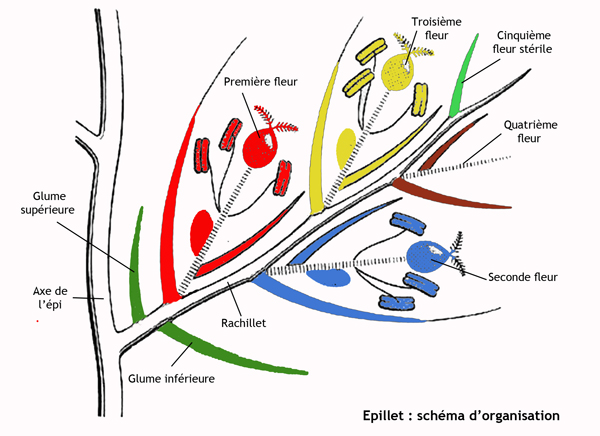 Troisième
fleur
Cinquième
fleur stérile
Première fleur
Quatrième
fleur
Glume
supérieure
Seconde fleur
Axe de
l'épi
Rachillet
Glume inférieure
Epillet : schéma d'organisation